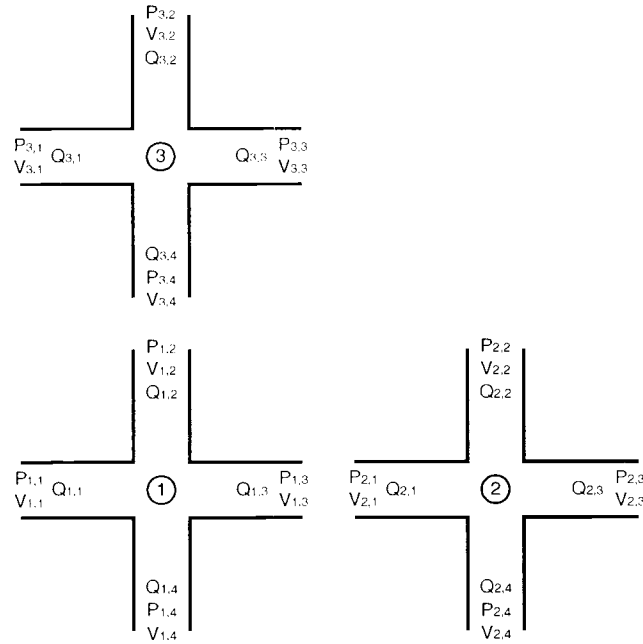 P3,2
V3,2
Q3,2
P3,1 Q3,1 3 Q3,3 P3,3
V3,1 V3,3
Q3,4
P3,4
V3,4
P1,2
V1,2
Q1,2
P1,1 Q1,1 1 Q1,3 P1,3
V1,1 V1,3
Q1,4
P1,4
V1,4
P2,2
V2,2
Q2,2
P2,1 Q2,1 2 Q2,3 P2,3
V2,1 V2,3
Q2,4
P2,4
V2,4